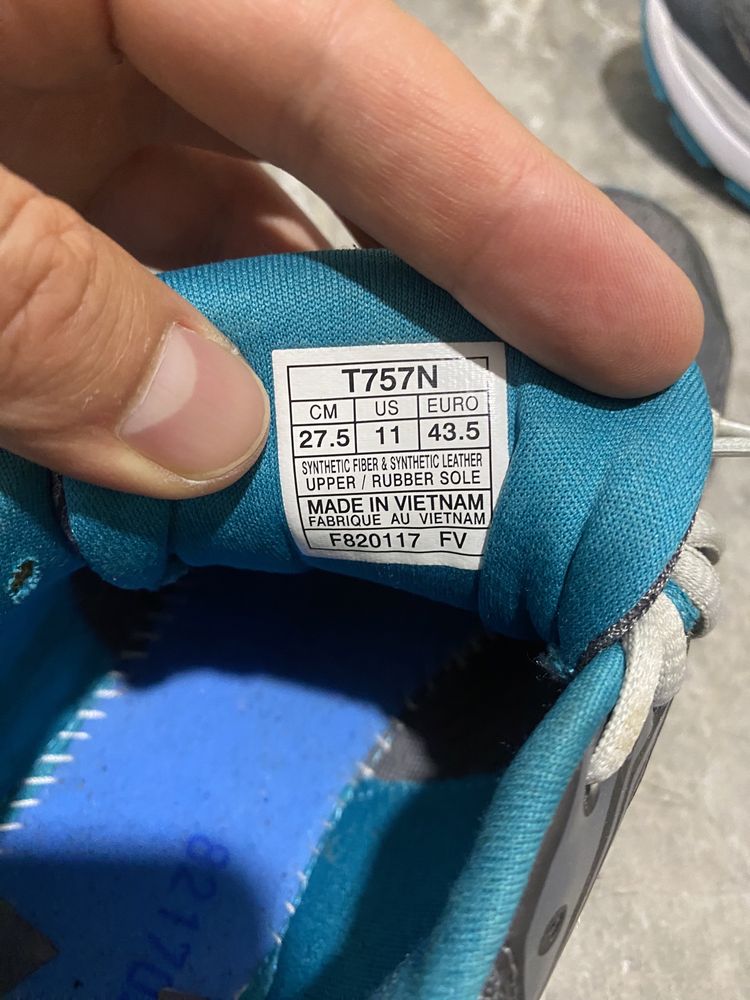 T757N
CM US EURO
27.5 11 43.5
SYNTHETIC FIBER & SYNTHETIC LEATHER
UPPER / RUBBER SOLE
MADE IN VIETNAM
FABRIQUE AU VIETNAM
F820117 FV